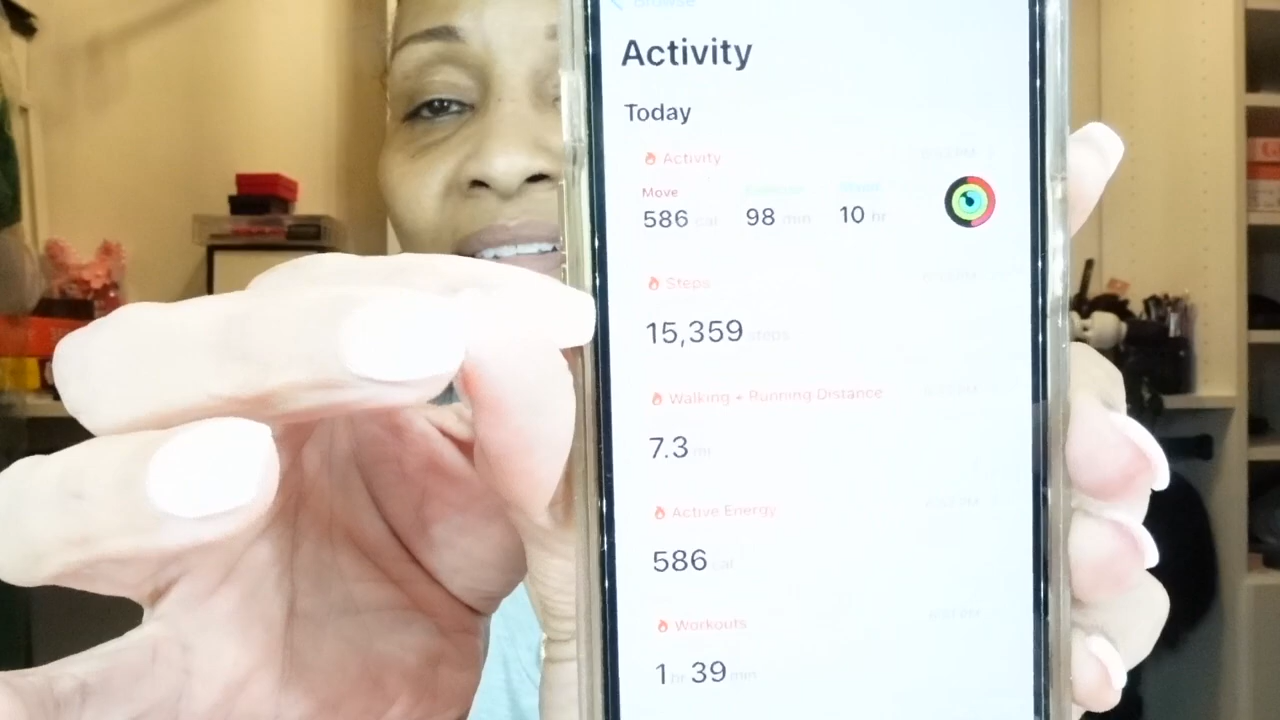 Browse
Activity
Today
Activity
Move
586 cal 98 min 10 hr
Steps
15,359 steps
Walking + Running Distance
7.3 mi
Active Energy
586 cal
Workouts
1 hr 39 min